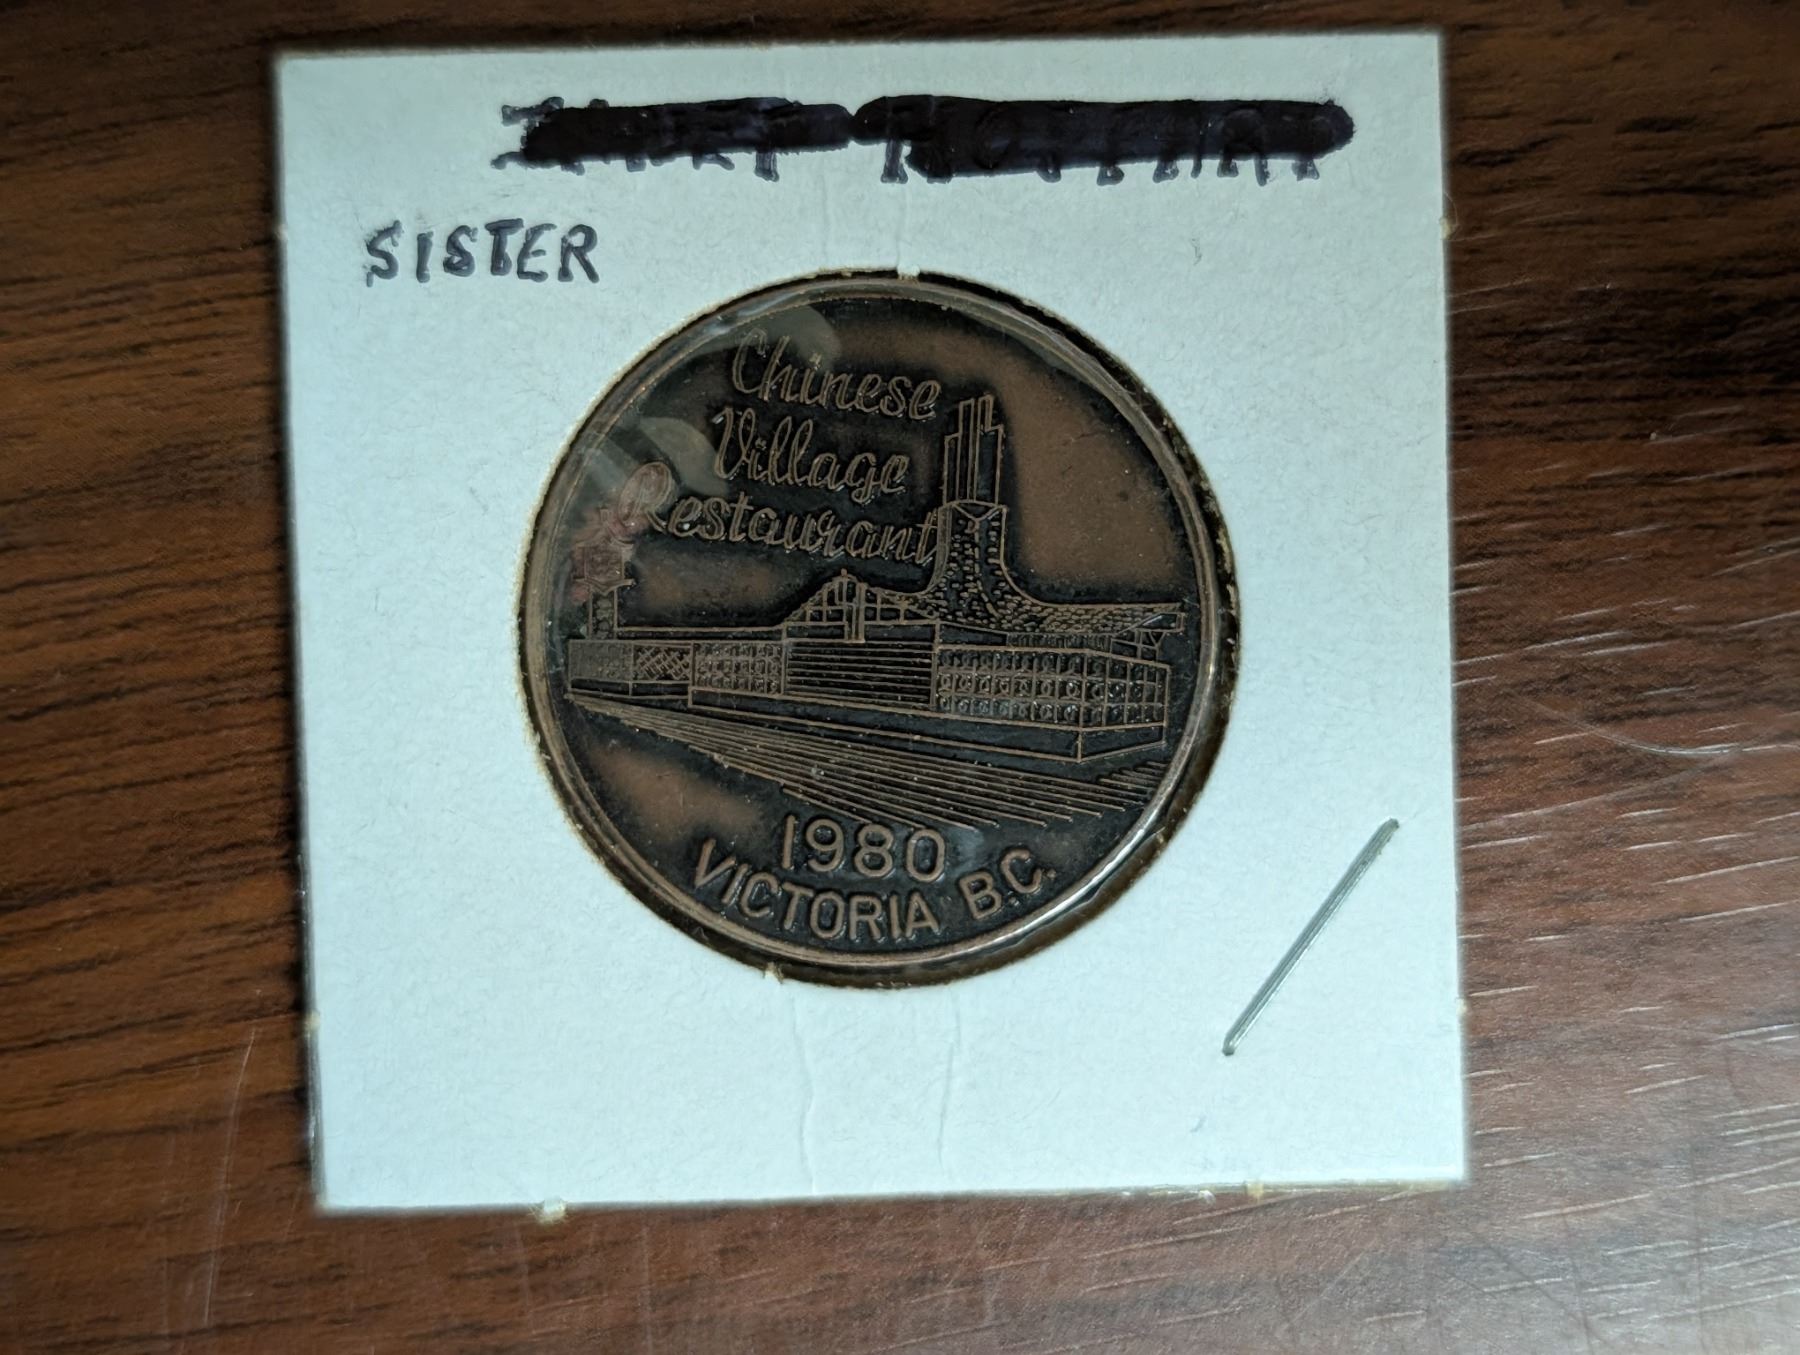 SISTER
Chinese
Village
Restaurant
1980
VICTORIA B.C.